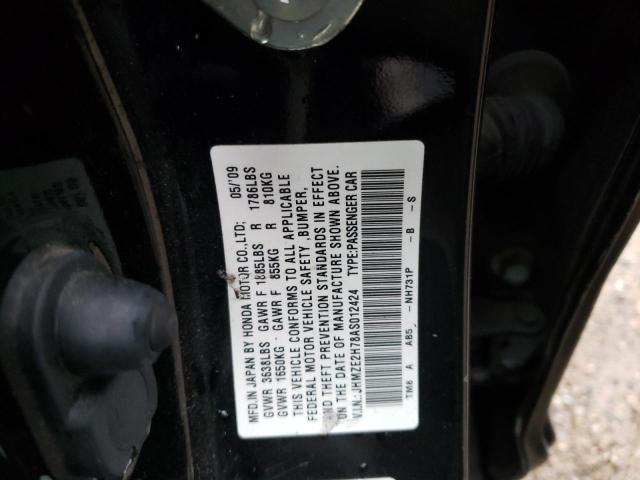 MFD.IN JAPAN BY HONDA MOTOR CO.,LTD; 05/'09
GVWR 3638LBS GAWR F 1885LBS R 1786LBS
GVWR 1650KG GAWR F 855KG R 810KG
THIS VEHICLE CONFORMS TO ALL APPLICABLE
FEDERAL MOTOR VEHICLE SAFETY ,BUMPER,
AND THEFT PREVENTION STANDARDS IN EFFECT
ON THE DATE OF MANUFACTURE SHOWN ABOVE.
V.I.N.: JHMZE2H78AS012424 TYPE:PASSENGER CAR
TM8 A AB5 -NH731P -B -S